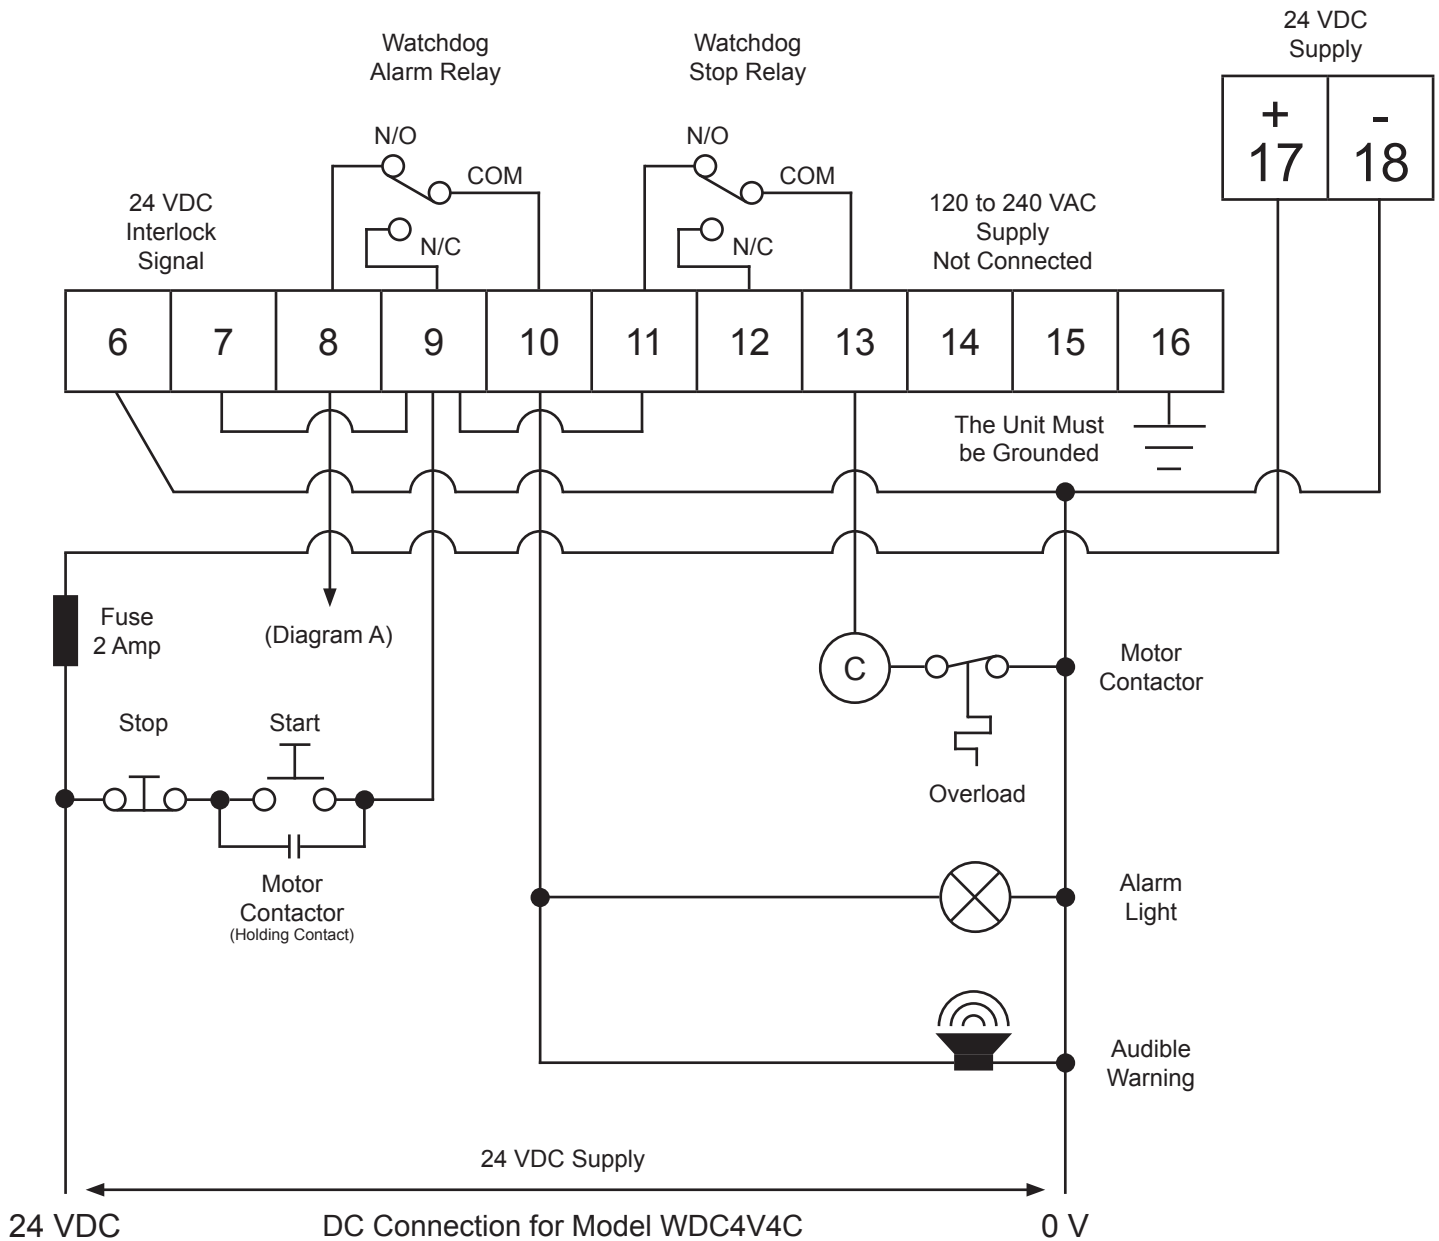 24 VDC
Supply
Watchdog
Alarm Relay
Watchdog
Stop Relay
+
17
-
18
N/O
COM
N/C
N/O
COM
N/C
24 VDC
Interlock
Signal
120 to 240 VAC
Supply
Not Connected
6
7
8
9
10
11
12
13
14
15
16
The Unit Must
be Grounded
Fuse
2 Amp
(Diagram A)
C
Motor
Contactor
Stop
Start
Overload
Motor
Contactor
(Holding Contact)
Alarm
Light
Audible
Warning
24 VDC Supply
24 VDC
DC Connection for Model WDC4V4C
0 V